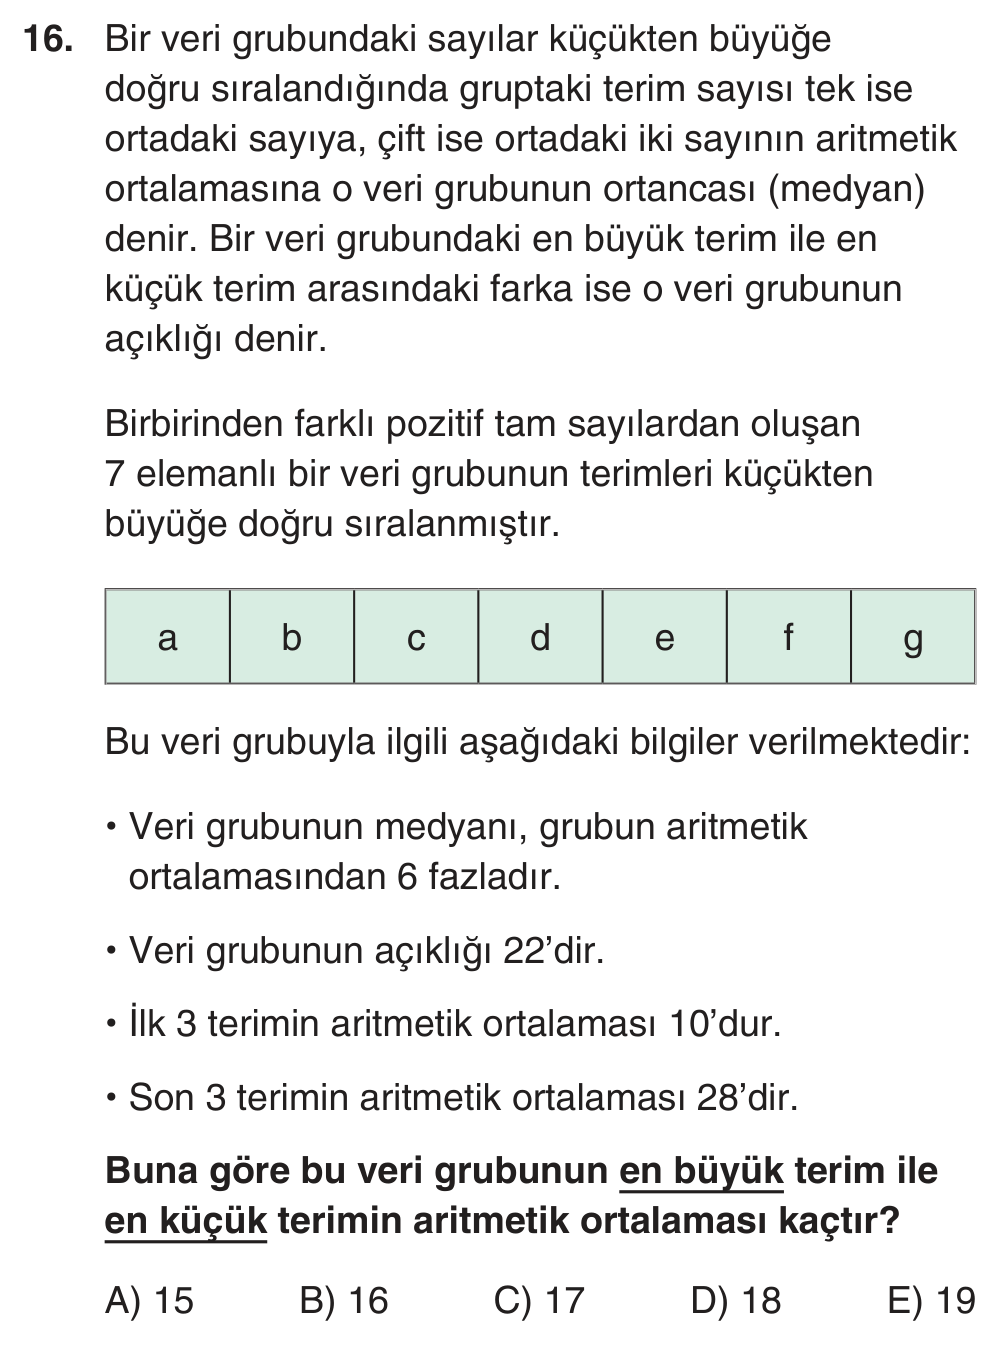 16. Bir veri grubundaki sayılar küçükten büyüğe
doğru sıralandığında gruptaki terim sayısı tek ise
ortadaki sayıya, çift ise ortadaki iki sayının aritmetik
ortalamasına o veri grubunun ortancası (medyan)
denir. Bir veri grubundaki en büyük terim ile en
küçük terim arasındaki farka ise o veri grubunun
açıklığı denir.
Birbirinden farklı pozitif tam sayılardan oluşan
7 elemanlı bir veri grubunun terimleri küçükten
büyüğe doğru sıralanmıştır.
a b c d e f g
Bu veri grubuyla ilgili aşağıdaki bilgiler verilmektedir:
• Veri grubunun medyanı, grubun aritmetik
ortalamasından 6 fazladır.
• Veri grubunun açıklığı 22’dir.
• İlk 3 terimin aritmetik ortalaması 10’dur.
• Son 3 terimin aritmetik ortalaması 28’dir.
Buna göre bu veri grubunun en büyük terim ile
en küçük terimin aritmetik ortalaması kaçtır?
A) 15 B) 16 C) 17 D) 18 E) 19